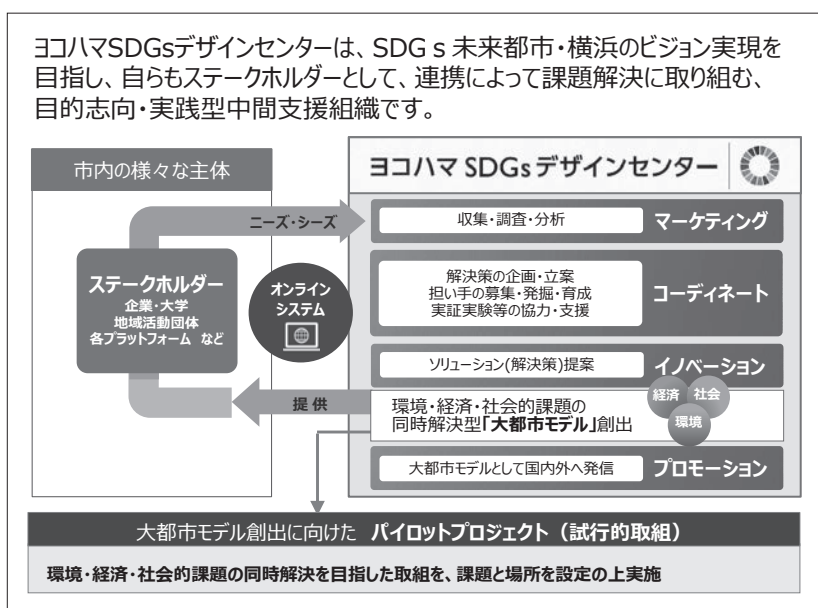 ヨコハマSDGsデザインセンターは、SDGｓ未来都市・横浜のビジョン実現を
目指し、自らもステークホルダーとして、連携によって課題解決に取り組む、
目的志向・実践型中間支援組織です。
市内の様々な主体
ヨコハマ SDGs デザインセンター
ニーズ・シーズ
収集・調査・分析
マーケティング
ステークホルダー
企業・大学
地域活動団体
各プラットフォーム など
オンライン
システム
解決策の企画・立案
担い手の募集・発掘・育成
実証実験等の協力・支援
コーディネート
ソリューション(解決策)提案
イノベーション
提 供
環境・経済・社会的課題の
同時解決型「大都市モデル」創出
経済
社会
環境
大都市モデルとして国内外へ発信
プロモーション
大都市モデル創出に向けた パイロットプロジェクト（試行的取組）
環境・経済・社会的課題の同時解決を目指した取組を、課題と場所を設定の上実施